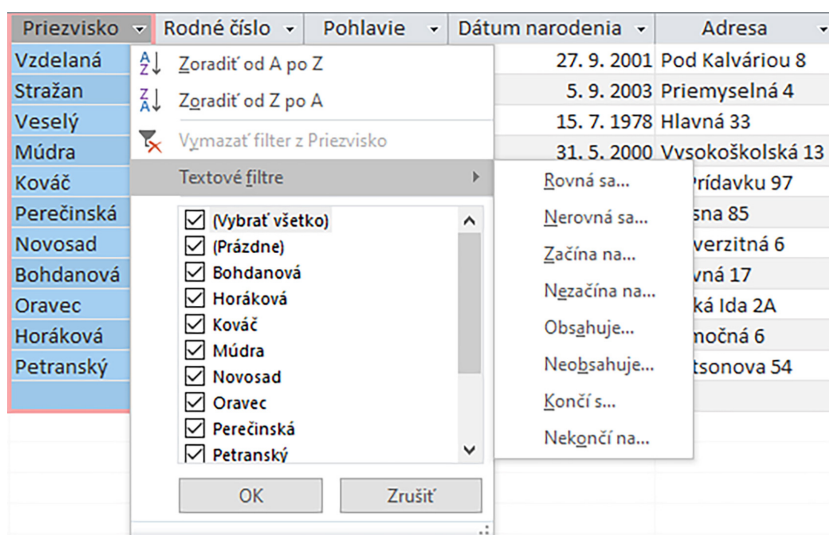 Priezvisko Rodné číslo Pohlavie Dátum narodenia Adresa
Vzdelaná 27. 9. 2001 Pod Kalváriou 8
Zoradiť od A po Z
Stražan 5. 9. 2003 Priemyselná 4
Zoradiť od Z po A
Veselý 15. 7. 1978 Hlavná 33
Vymazať filter z Priezvisko
Múdra 31. 5. 2000 Vysokoškolská 13
Kováč Textové filtre Rovná sa... Prídavku 97
Perečinská (Vybrať všetko) Nerovná sa... sna 85
Novosad (Prázdne) Začína na... verzitná 6
Bohdanová Bohdanová Nezačína na... vná 17
Oravec Horáková Obsahuje... ká Ida 2A
Horáková Kováč Neobsahuje... močná 6
Petranský Múdra Končí s... tsonova 54
Novosad Nekončí na...
Oravec
Perečinská
Petranský
OK Zrušiť